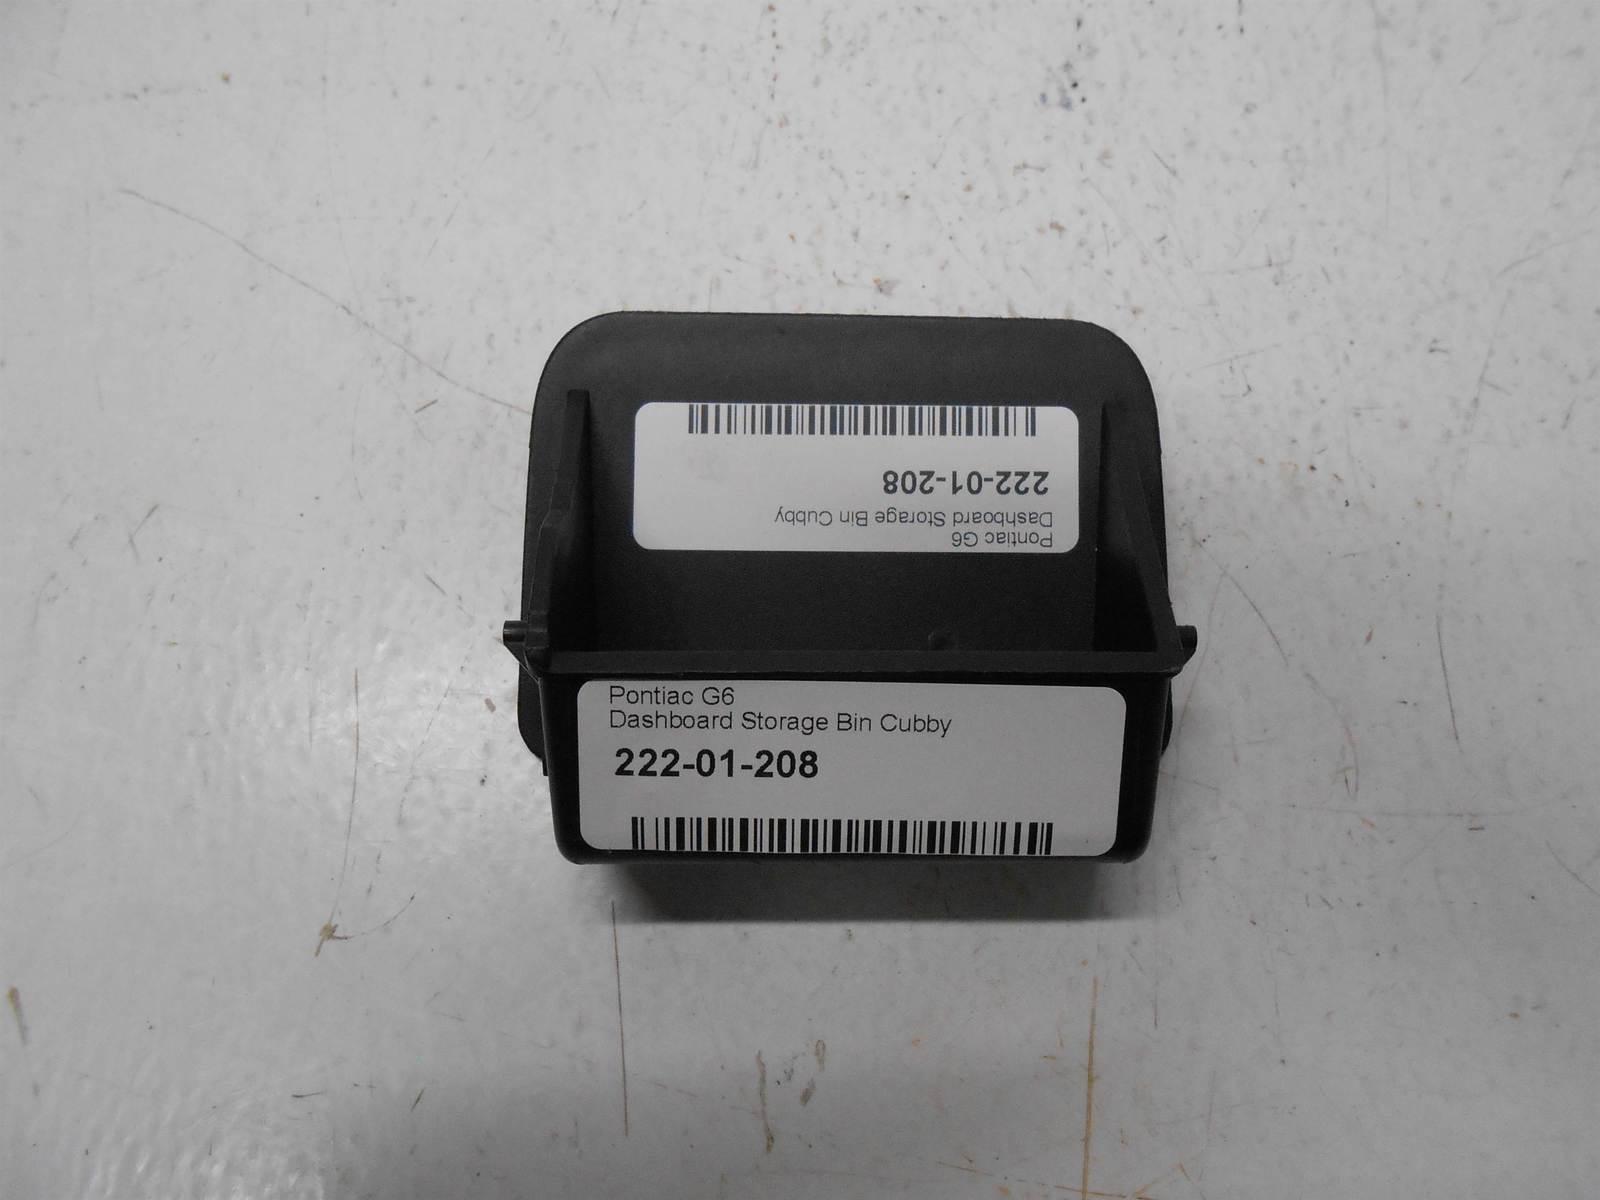 222-01-208
Dashboard Storage Bin Cubby
Pontiac G6
Pontiac G6
Dashboard Storage Bin Cubby
222-01-208